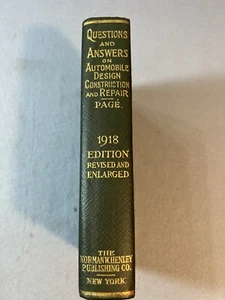 QUESTIONS
AND
ANSWERS
ON
AUTOMOBILE
DESIGN
CONSTRUCTION
AND REPAIR
PAGÉ.
1918
EDITION
REVISED AND
ENLARGED
THE
NORMAN W. HENLEY
PUBLISHING CO.
NEW YORK